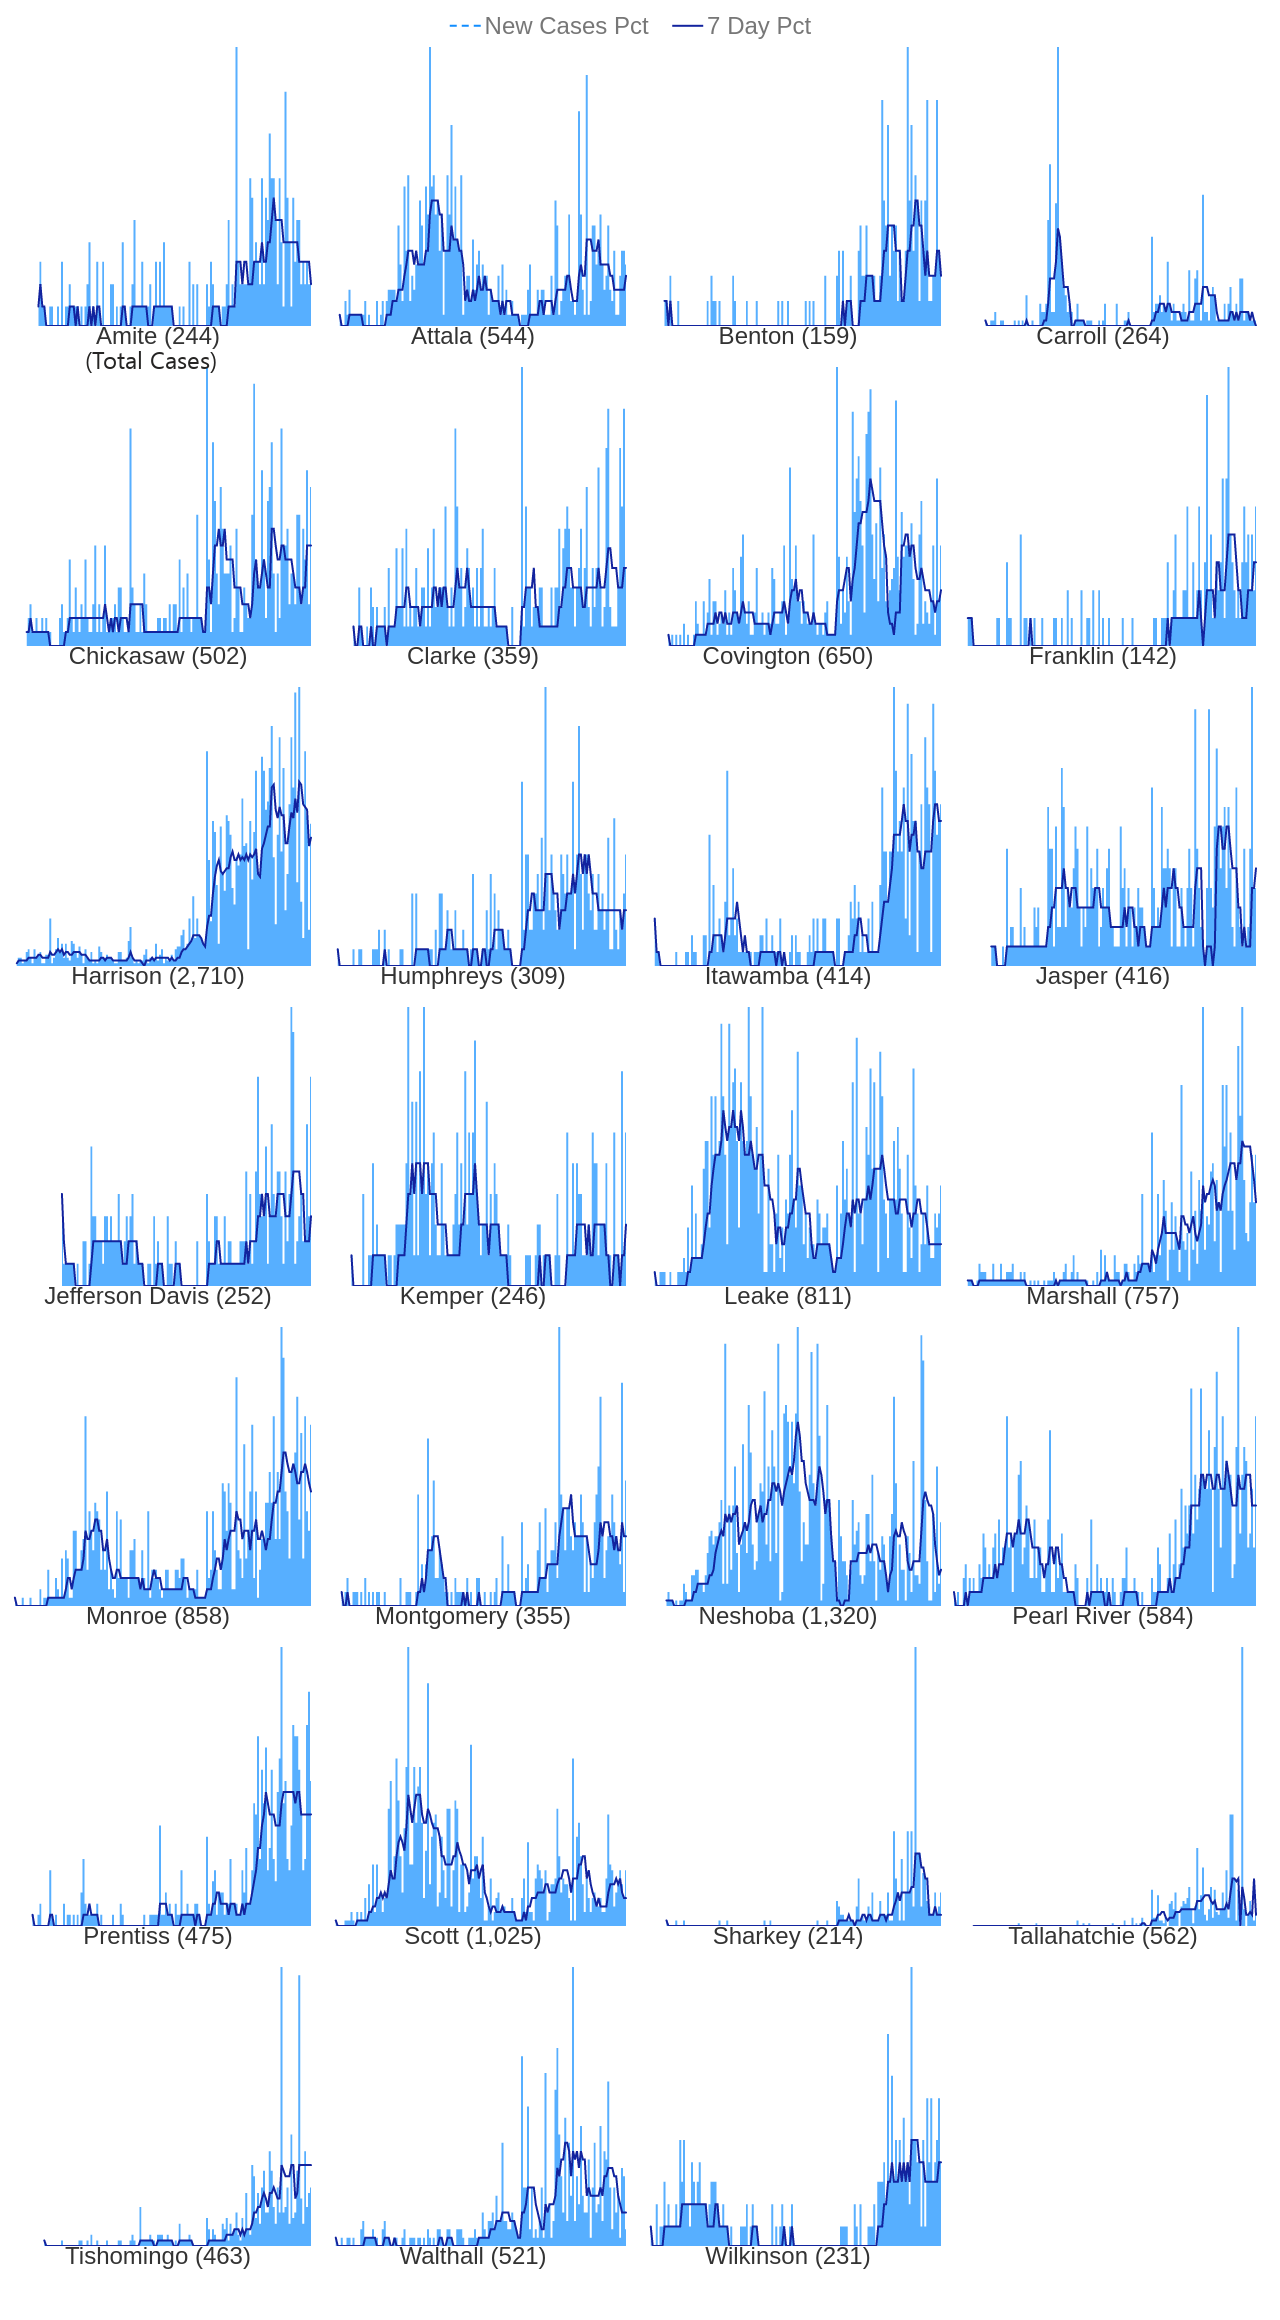 New Cases Pct 7 Day Pct
Amite (244) Attala (544) Benton (159) Carroll (264)
(Total Cases)
Chickasaw (502) Clarke (359) Covington (650) Franklin (142)
Harrison (2,710) Humphreys (309) Itawamba (414) Jasper (416)
Jefferson Davis (252) Kemper (246) Leake (811) Marshall (757)
Monroe (858) Montgomery (355) Neshoba (1,320) Pearl River (584)
Prentiss (475) Scott (1,025) Sharkey (214) Tallahatchie (562)
Tishomingo (463) Walthall (521) Wilkinson (231)